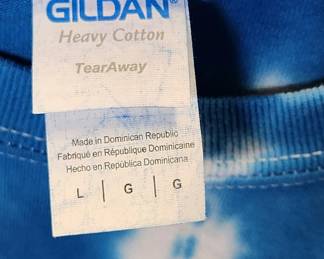 GILDAN®
Heavy Cotton
TearAway
Made in Dominican Republic
Fabriqué en République Dominicaine
Hecho en República Dominicana
L | G | G